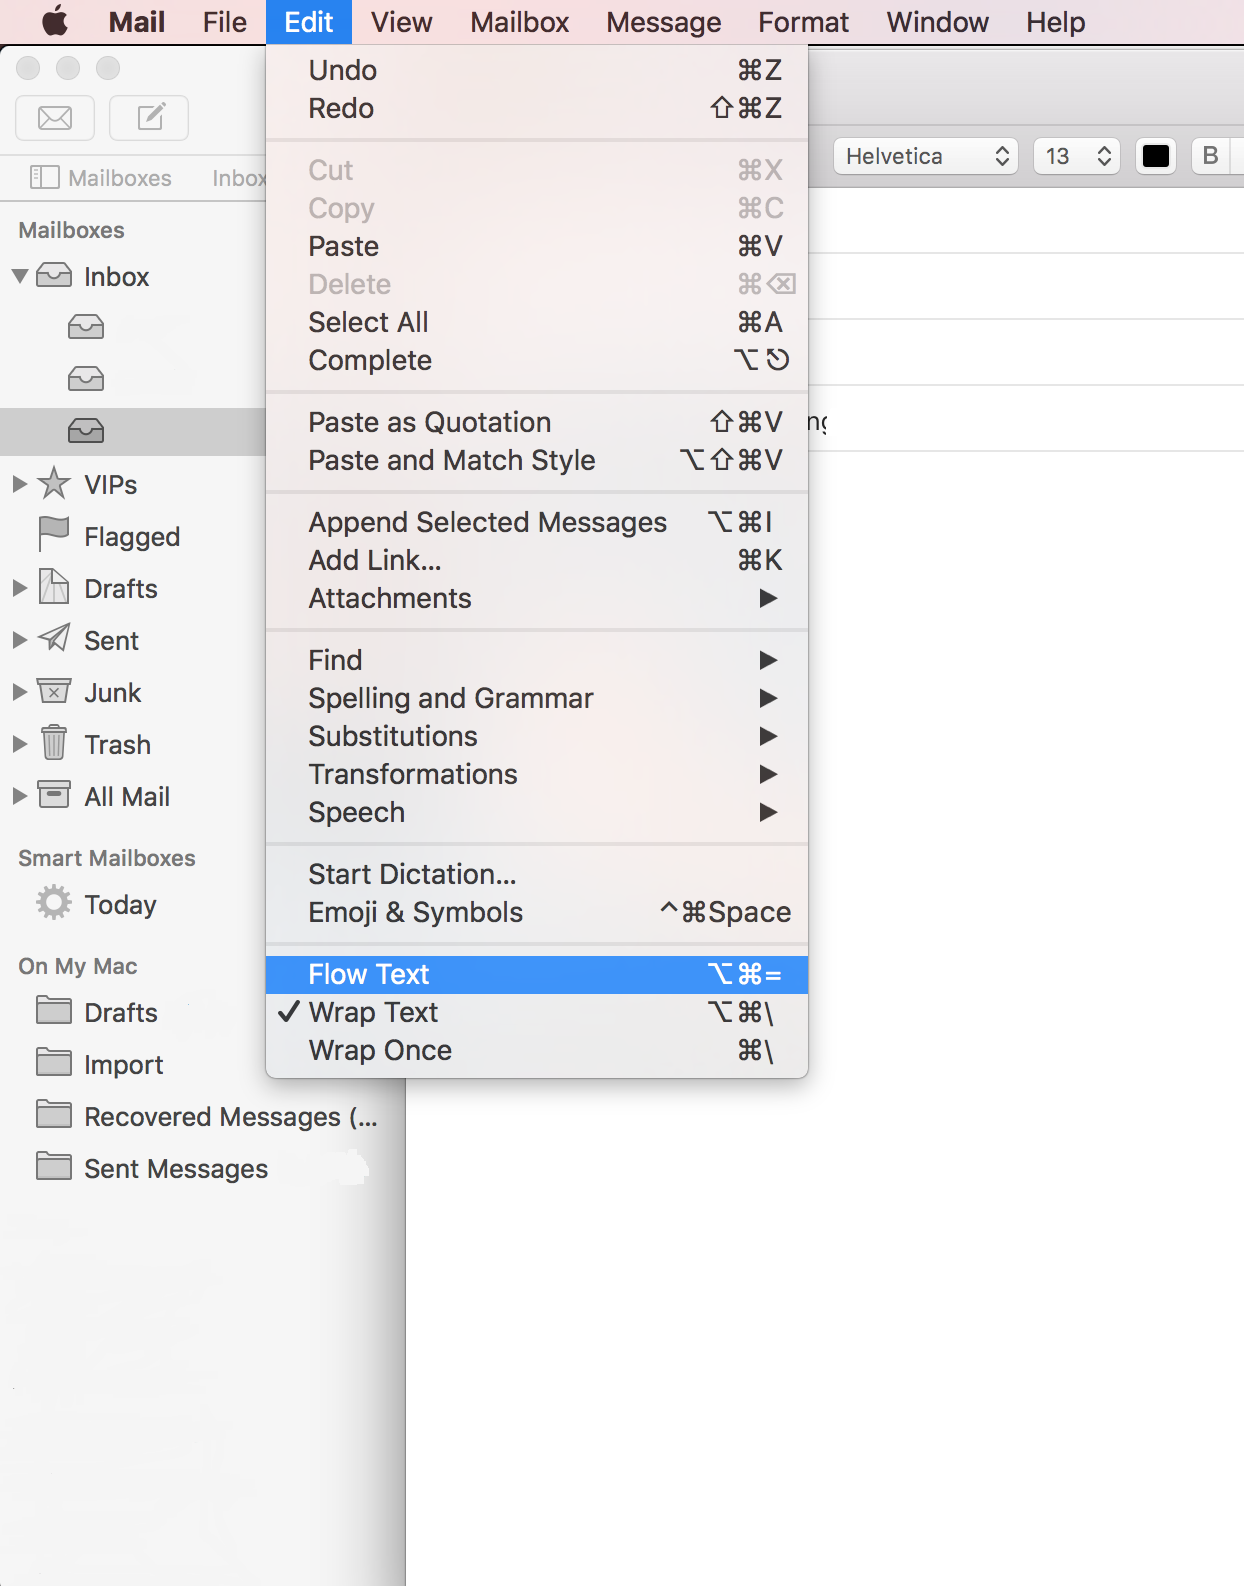 Mail File Edit View Mailbox Message Format Window Help
Mailboxes Inbox
Helvetica 13 B
Mailboxes
Inbox
VIPs
Flagged
Drafts
Sent
Junk
Trash
All Mail
Smart Mailboxes
Today
On My Mac
Drafts
Import
Recovered Messages (...
Sent Messages
Undo ⌘Z
Redo ⇧⌘Z
Cut ⌘X
Copy ⌘C
Paste ⌘V
Delete ⌘⌫
Select All ⌘A
Complete ⌥⎋
Paste as Quotation ⇧⌘V
Paste and Match Style ⌥⇧⌘V
Append Selected Messages ⌥⌘I
Add Link... ⌘K
Attachments ▶
Find ▶
Spelling and Grammar ▶
Substitutions ▶
Transformations ▶
Speech ▶
Start Dictation...
Emoji & Symbols ^⌘Space
Flow Text ⌥⌘=
✓ Wrap Text ⌥⌘\
Wrap Once ⌘\